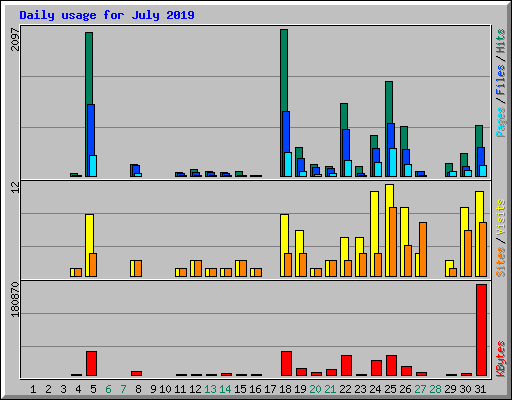 Daily usage for July 2019
2097
Pages / Files / Hits
12
Sites / Visits
180870
KBytes
1 2 3 4 5 6 7 8 9 10 11 12 13 14 15 16 17 18 19 20 21 22 23 24 25 26 27 28 29 30 31